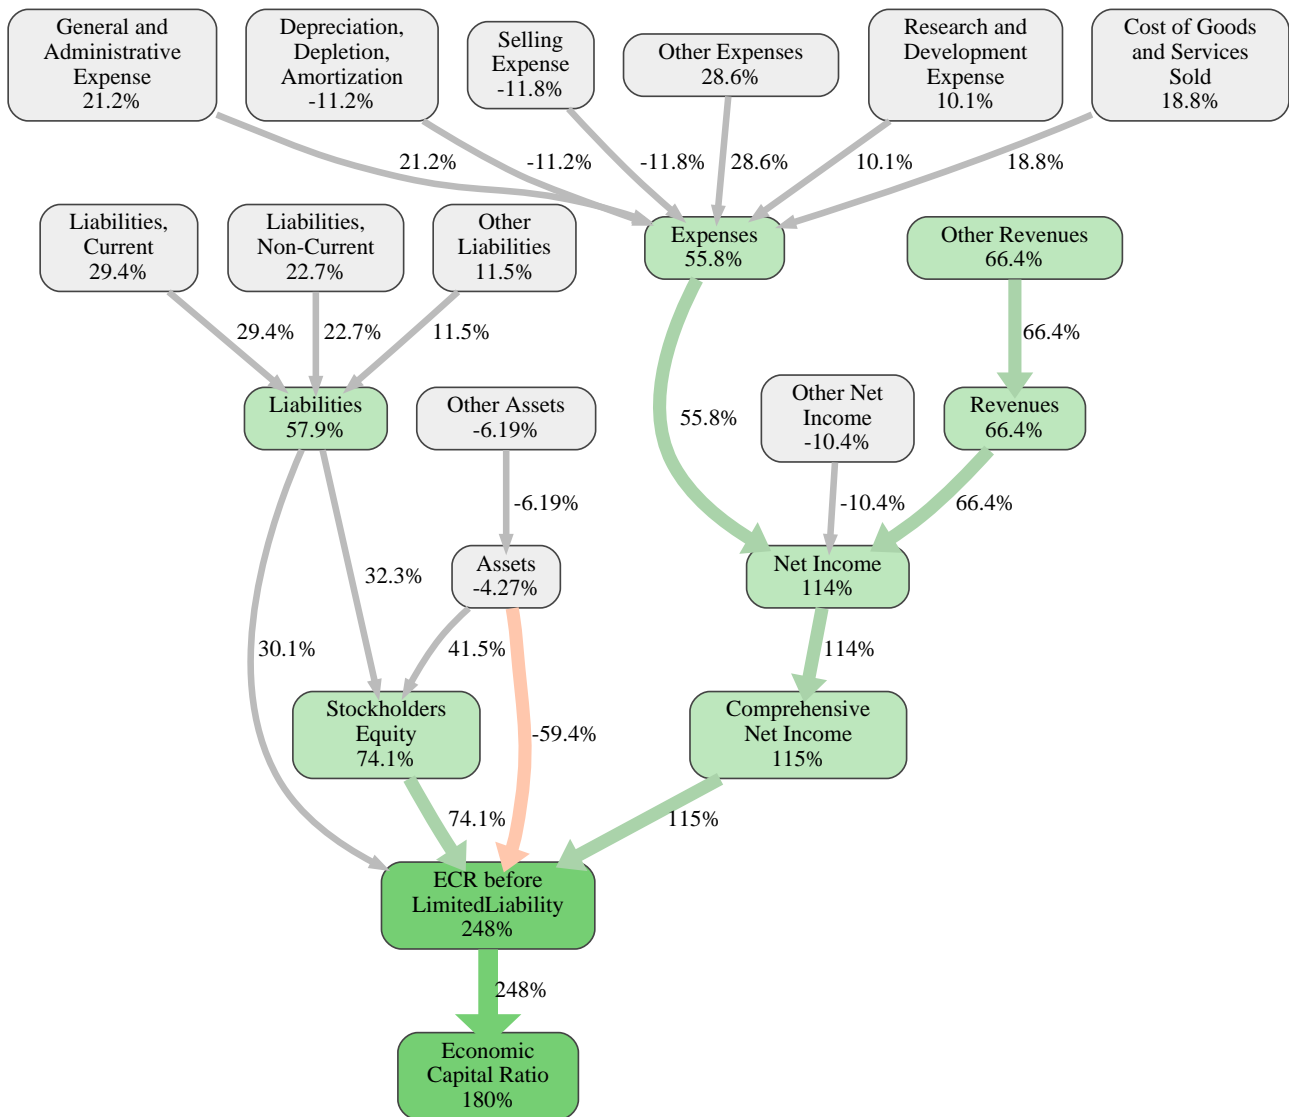 General and
Administrative
Expense
21.2%
Depreciation,
Depletion,
Amortization
-11.2%
Selling
Expense
-11.8%
Other Expenses
28.6%
Research and
Development
Expense
10.1%
Cost of Goods
and Services
Sold
18.8%
21.2%
-11.2%
-11.8%
28.6%
10.1%
18.8%
Liabilities,
Current
29.4%
Liabilities,
Non-Current
22.7%
Other
Liabilities
11.5%
Expenses
55.8%
Other Revenues
66.4%
29.4%
22.7%
11.5%
66.4%
Liabilities
57.9%
Other Assets
-6.19%
55.8%
Other Net
Income
-10.4%
Revenues
66.4%
-6.19%
-10.4%
66.4%
32.3%
Assets
-4.27%
Net Income
114%
30.1%
41.5%
114%
Stockholders
Equity
74.1%
-59.4%
Comprehensive
Net Income
115%
74.1%
115%
ECR before
LimitedLiability
248%
248%
Economic
Capital Ratio
180%